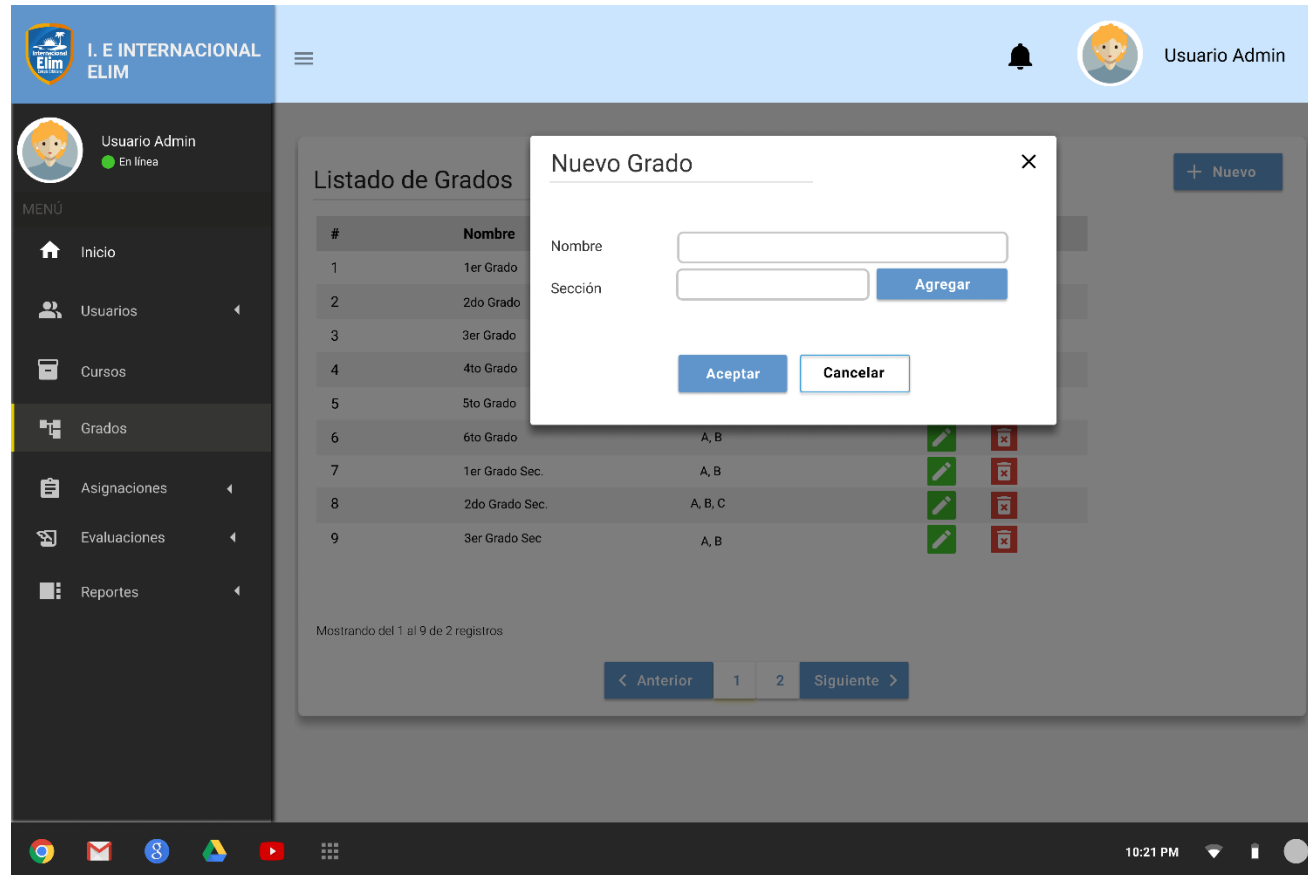 I. E INTERNACIONAL
ELIM
Internacional
Elim
Usuario Admin
Usuario Admin
En línea
MENÚ
Inicio
Usuarios
Cursos
Grados
Asignaciones
Evaluaciones
Reportes
Listado de Grados
+ Nuevo
# Nombre
1 1er Grado
2 2do Grado
3 3er Grado
4 4to Grado
5 5to Grado
6 6to Grado A, B
7 1er Grado Sec. A, B
8 2do Grado Sec. A, B, C
9 3er Grado Sec A, B
Mostrando del 1 al 9 de 2 registros
< Anterior 1 2 Siguiente >
Nuevo Grado
Nombre
Sección Agregar
Aceptar Cancelar
8
10:21 PM